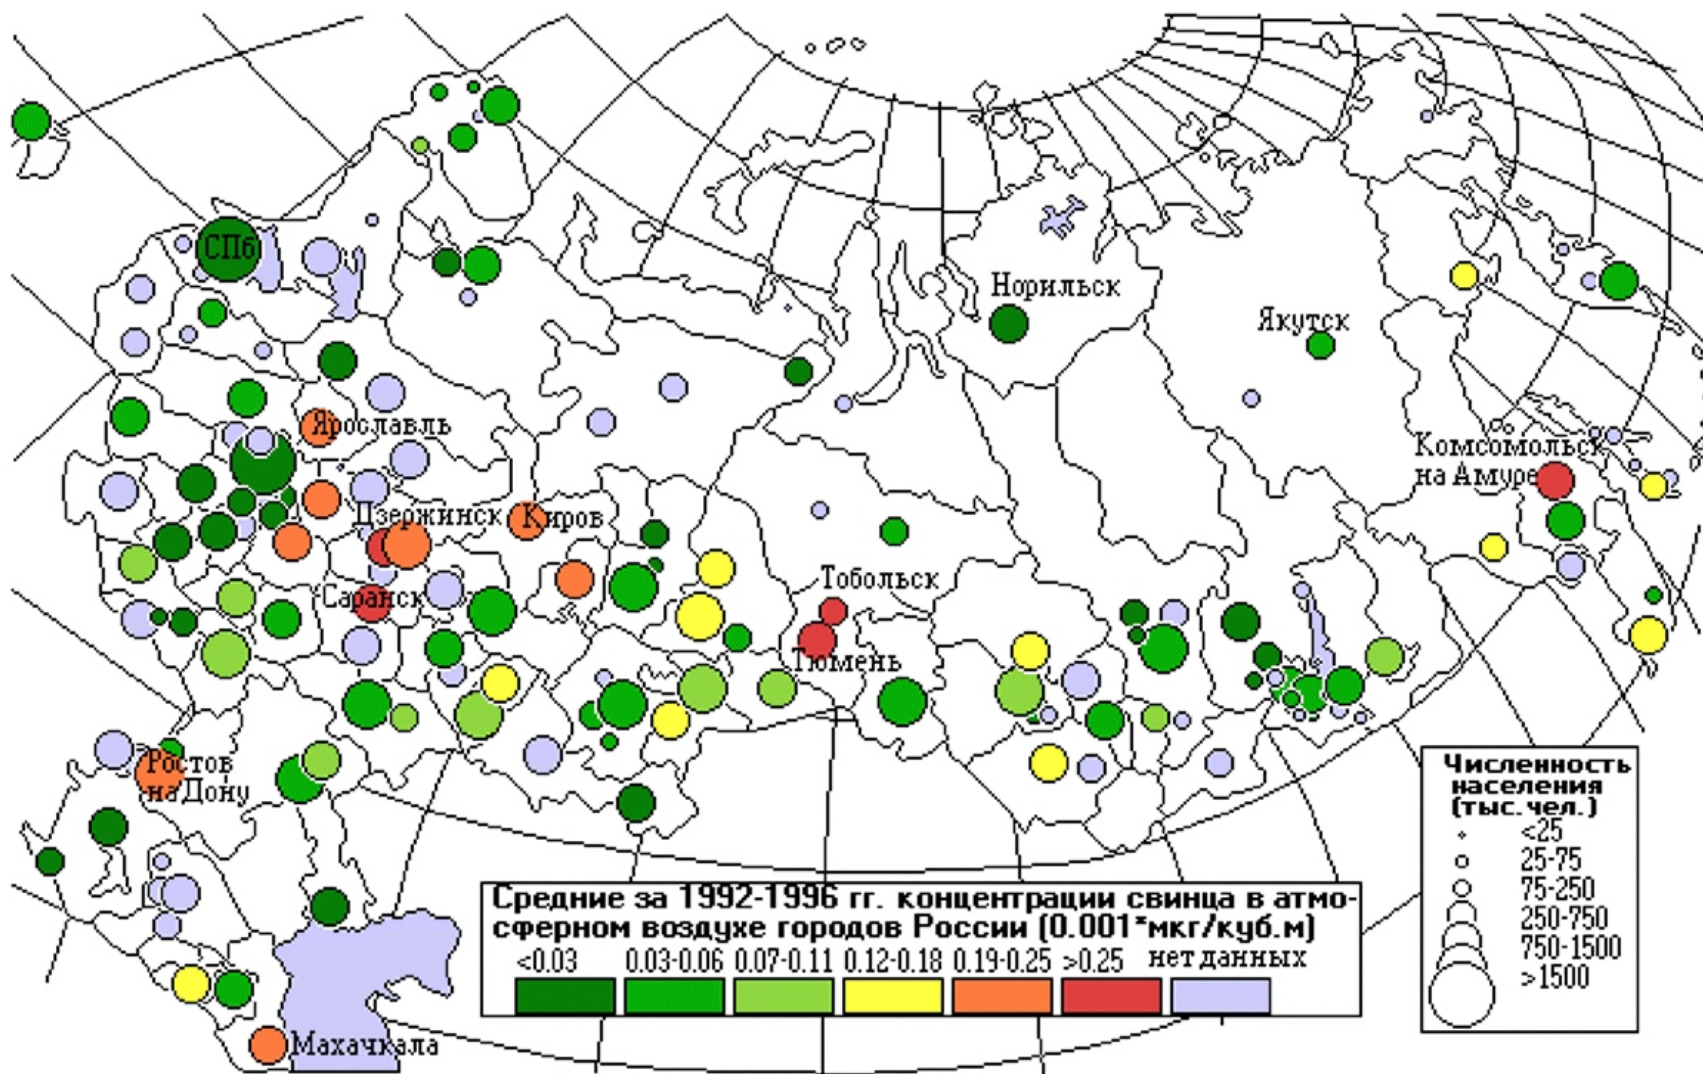 СПб
Норильск
Якутск
Ярославль
Комсомольск
на Амуре
Дзержинск
Киров
Саранск
Тобольск
Тюмень
Ростов
на Дону
Махачкала
Численность
населения
(тыс.чел.)
<25
25-75
75-250
250-750
750-1500
>1500
Средние за 1992-1996 гг. концентрации свинца в атмо-
сферном воздухе городов России (0.001*мкг/куб.м)
<0.03 0.03-0.06 0.07-0.11 0.12-0.18 0.19-0.25 >0.25 нет данных